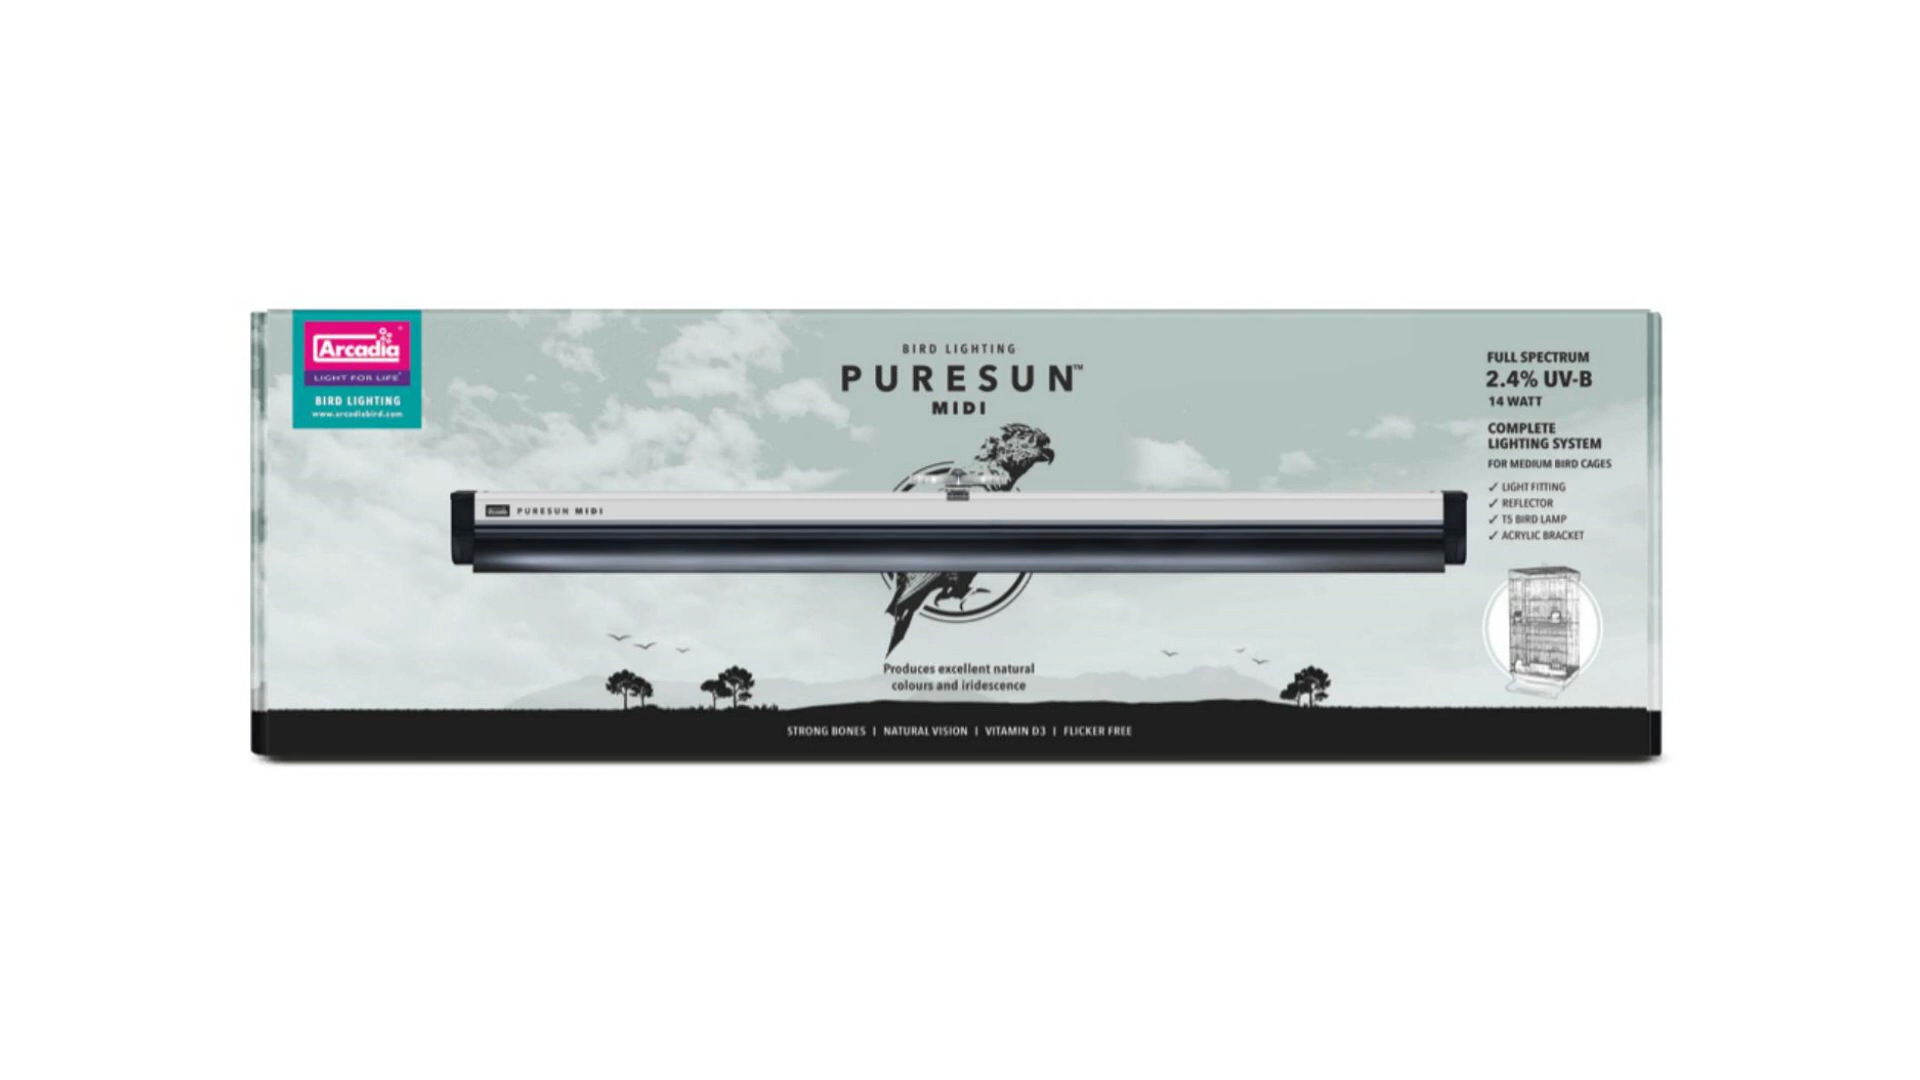 Arcadia
LIGHT FOR LIFE
BIRD LIGHTING
www.arcadiabird.com
BIRD LIGHTING
PURESUN™
MIDI
FULL SPECTRUM
2.4% UV-B
14 WATT
COMPLETE
LIGHTING SYSTEM
FOR MEDIUM BIRD CAGES
✓ LIGHT FITTING
✓ REFLECTOR
✓ T5 BIRD LAMP
✓ ACRYLIC BRACKET
Arcadia PURESUN MIDI
Produces excellent natural
colours and iridescence
STRONG BONES | NATURAL VISION | VITAMIN D3 | FLICKER FREE